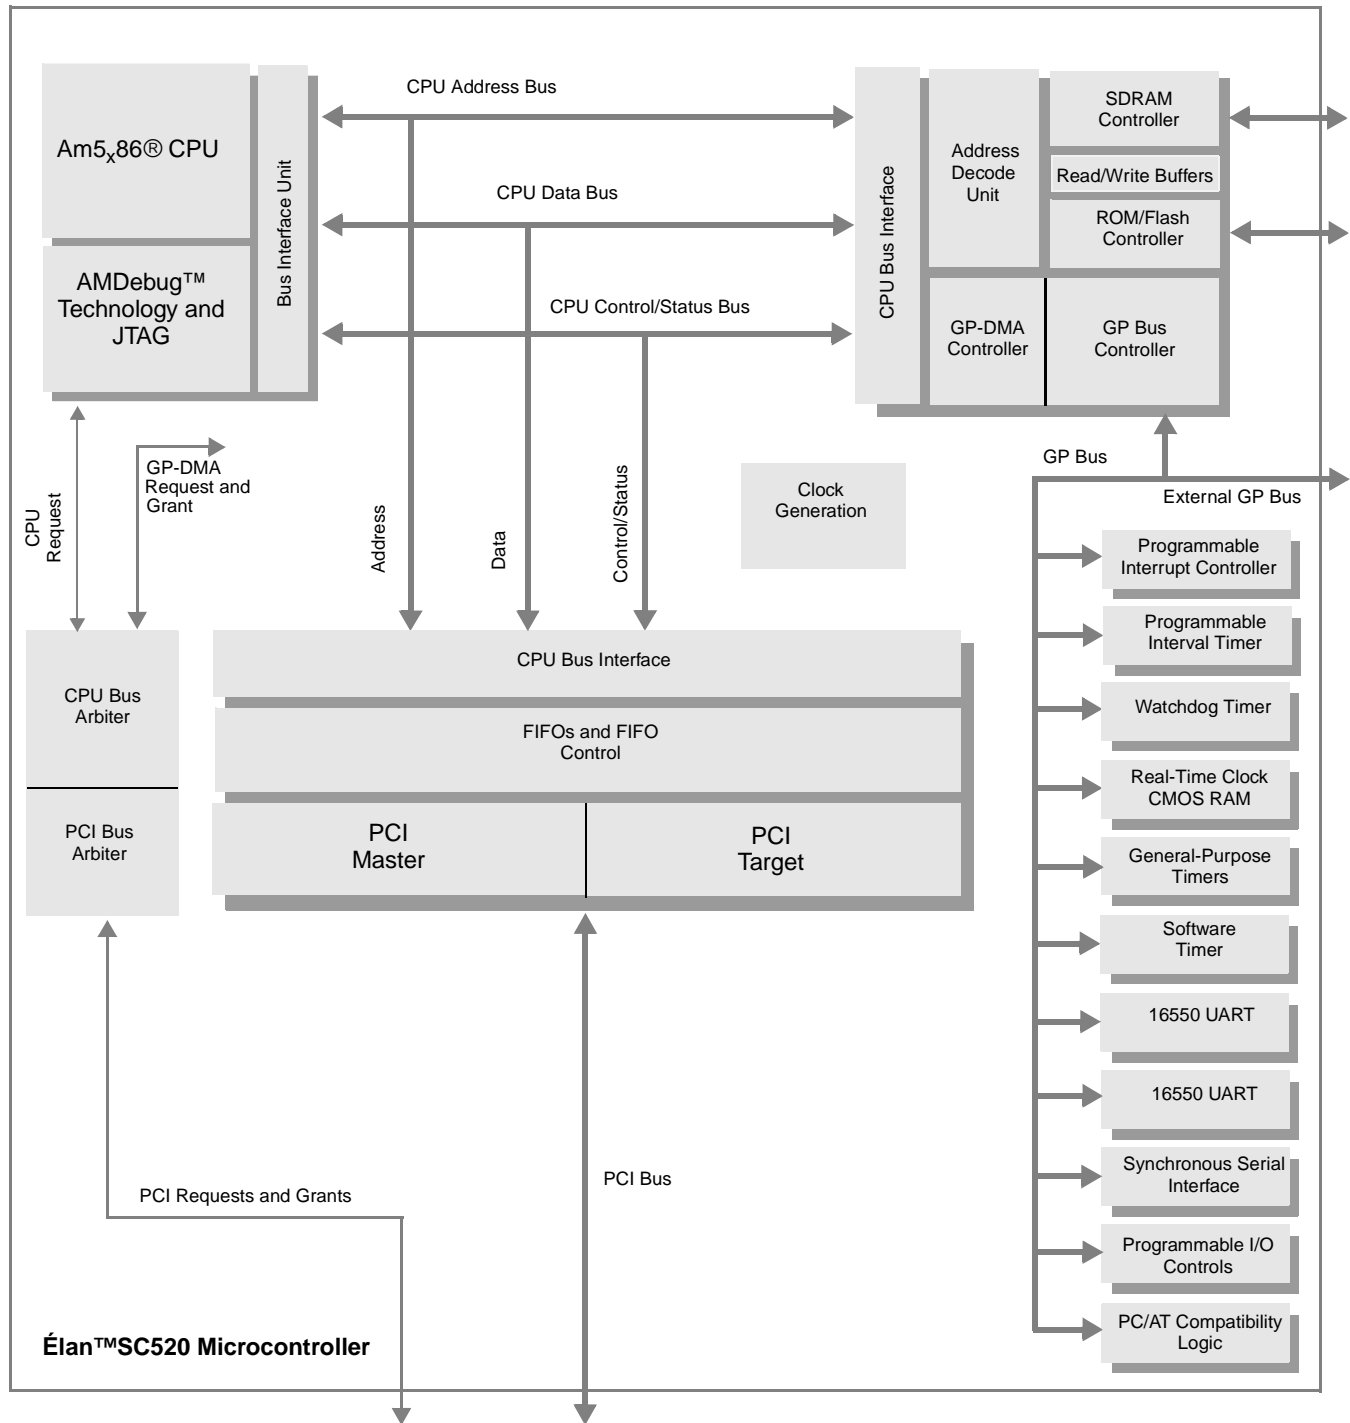 CPU Address Bus
Am5x86® CPU
Bus Interface Unit
CPU Data Bus
AMDebug™
Technology and
JTAG
CPU Control/Status Bus
CPU Bus Interface
Address
Decode
Unit
SDRAM
Controller
Read/Write Buffers
ROM/Flash
Controller
GP-DMA
Controller
GP Bus
Controller
CPU
Request
GP-DMA
Request and
Grant
Address
Data
Control/Status
Clock
Generation
GP Bus
External GP Bus
Programmable
Interrupt Controller
Programmable
Interval Timer
Watchdog Timer
Real-Time Clock
CMOS RAM
General-Purpose
Timers
Software
Timer
16550 UART
16550 UART
Synchronous Serial
Interface
Programmable I/O
Controls
PC/AT Compatibility
Logic
CPU Bus
Arbiter
PCI Bus
Arbiter
CPU Bus Interface
FIFOs and FIFO
Control
PCI
Master
PCI
Target
PCI Requests and Grants
PCI Bus
Élan™SC520 Microcontroller